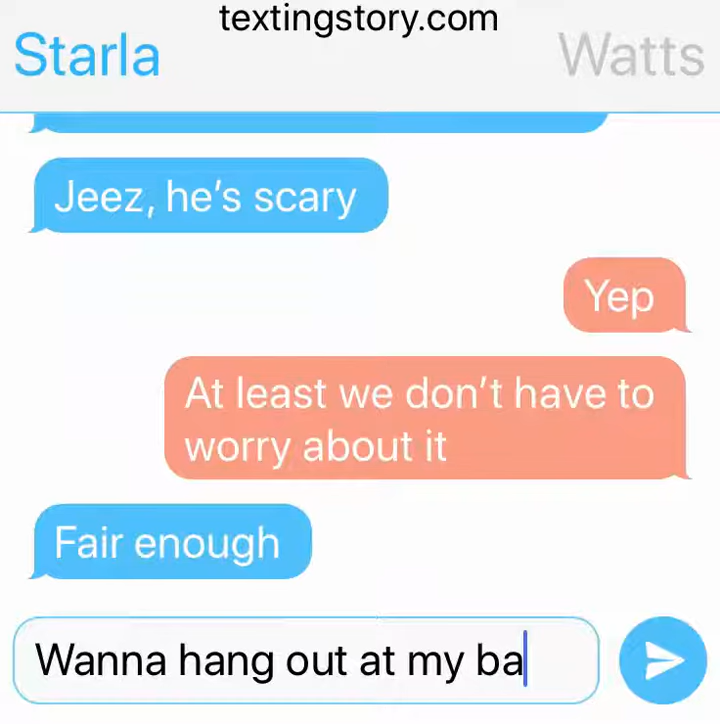 textingstory.com
Starla Watts
Jeez, he's scary
Yep
At least we don't have to
worry about it
Fair enough
Wanna hang out at my ba